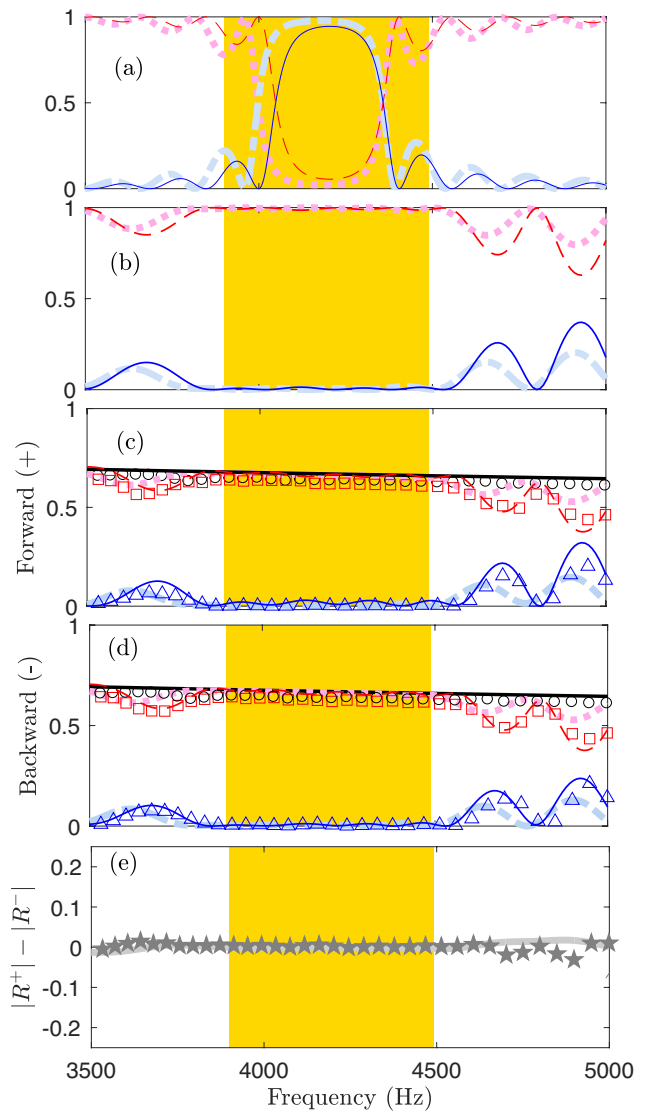 1
(a)
0.5
0
1
(b)
0.5
0
1
(c)
Forward (+)
0.5
0
1
(d)
Backward (-)
0.5
0
(e)
0.2
0.1
|R⁺| − |R⁻|
0
-0.1
-0.2
3500 4000 4500 5000
Frequency (Hz)